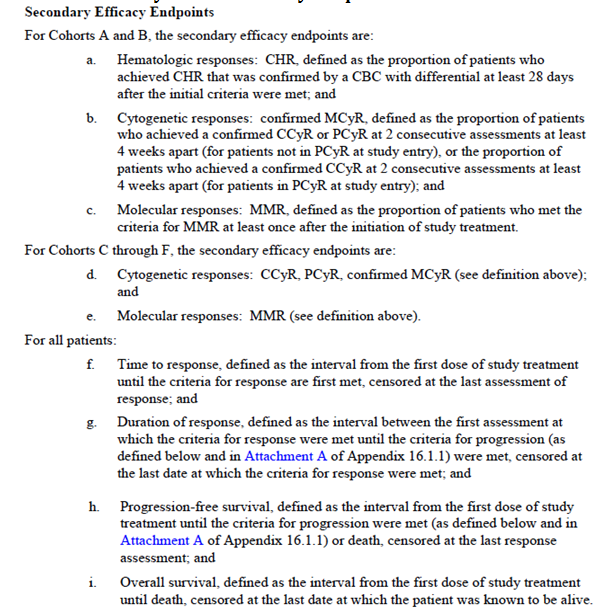 Secondary Efficacy Endpoints
For Cohorts A and B, the secondary efficacy endpoints are:
a. Hematologic responses: CHR, defined as the proportion of patients who
achieved CHR that was confirmed by a CBC with differential at least 28 days
after the initial criteria were met; and
b. Cytogenetic responses: confirmed MCyR, defined as the proportion of patients
who achieved a confirmed CCyR or PCyR at 2 consecutive assessments at least
4 weeks apart (for patients not in PCyR at study entry), or the proportion of
patients who achieved a confirmed CCyR at 2 consecutive assessments at least
4 weeks apart (for patients in PCyR at study entry); and
c. Molecular responses: MMR, defined as the proportion of patients who met the
criteria for MMR at least once after the initiation of study treatment.
For Cohorts C through F, the secondary efficacy endpoints are:
d. Cytogenetic responses: CCyR, PCyR, confirmed MCyR (see definition above);
and
e. Molecular responses: MMR (see definition above).
For all patients:
f. Time to response, defined as the interval from the first dose of study treatment
until the criteria for response are first met, censored at the last assessment of
response; and
g. Duration of response, defined as the interval between the first assessment at
which the criteria for response were met until the criteria for progression (as
defined below and in Attachment A of Appendix 16.1.1) were met, censored at
the last date at which the criteria for response were met; and
h. Progression-free survival, defined as the interval from the first dose of study
treatment until the criteria for progression were met (as defined below and in
Attachment A of Appendix 16.1.1) or death, censored at the last response
assessment; and
i. Overall survival, defined as the interval from the first dose of study treatment
until death, censored at the last date at which the patient was known to be alive.